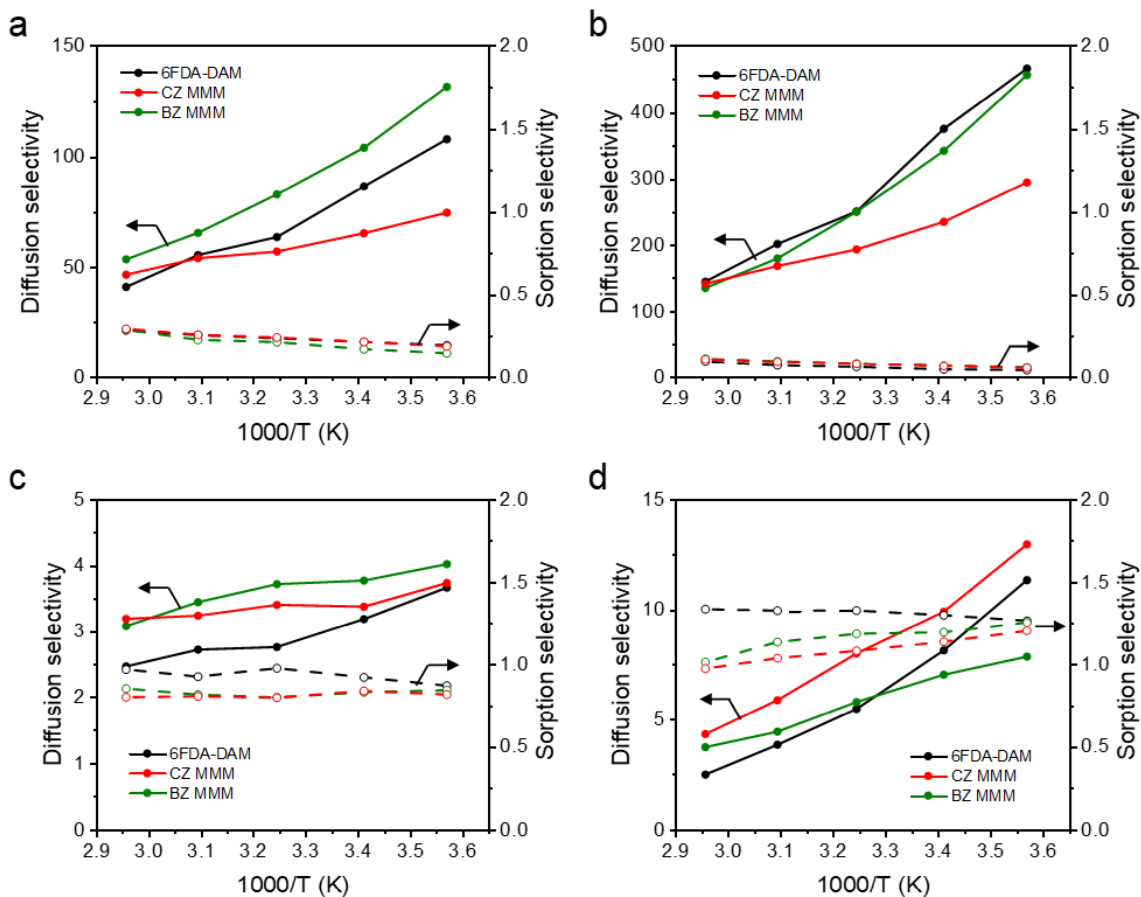 a
150
100
50
0
Diffusion selectivity
6FDA-DAM
CZ MMM
BZ MMM
2.0
1.5
1.0
0.5
0.0
Sorption selectivity
2.9 3.0 3.1 3.2 3.3 3.4 3.5 3.6
1000/T (K)
b
500
450
400
350
300
250
200
150
100
50
0
Diffusion selectivity
6FDA-DAM
CZ MMM
BZ MMM
2.0
1.5
1.0
0.5
0.0
Sorption selectivity
2.9 3.0 3.1 3.2 3.3 3.4 3.5 3.6
1000/T (K)
c
5
4
3
2
1
0
Diffusion selectivity
6FDA-DAM
CZ MMM
BZ MMM
2.0
1.5
1.0
0.5
0.0
Sorption selectivity
2.9 3.0 3.1 3.2 3.3 3.4 3.5 3.6
1000/T (K)
d
15
10
5
0
Diffusion selectivity
6FDA-DAM
CZ MMM
BZ MMM
2.0
1.5
1.0
0.5
0.0
Sorption selectivity
2.9 3.0 3.1 3.2 3.3 3.4 3.5 3.6
1000/T (K)